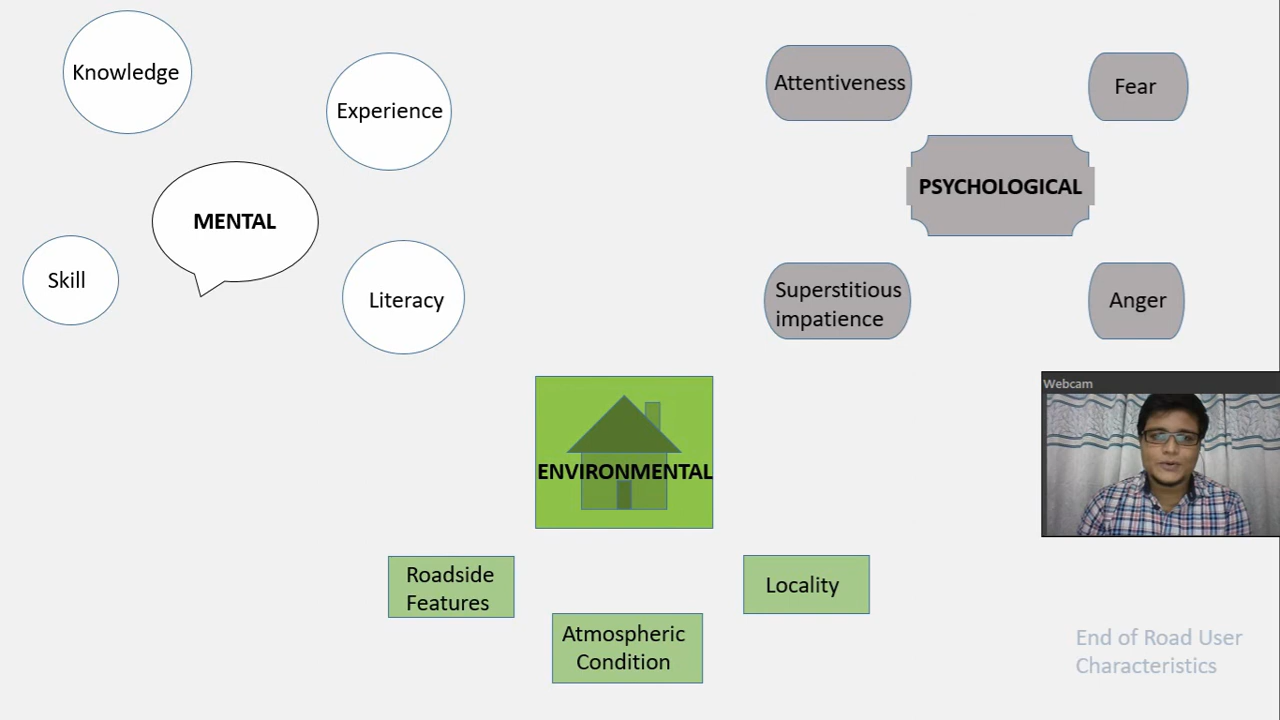 Knowledge
Experience
MENTAL
Skill
Literacy
Attentiveness
Fear
PSYCHOLOGICAL
Superstitious
impatience
Anger
ENVIRONMENTAL
Roadside
Features
Atmospheric
Condition
Locality
Webcam
End of Road User
Characteristics